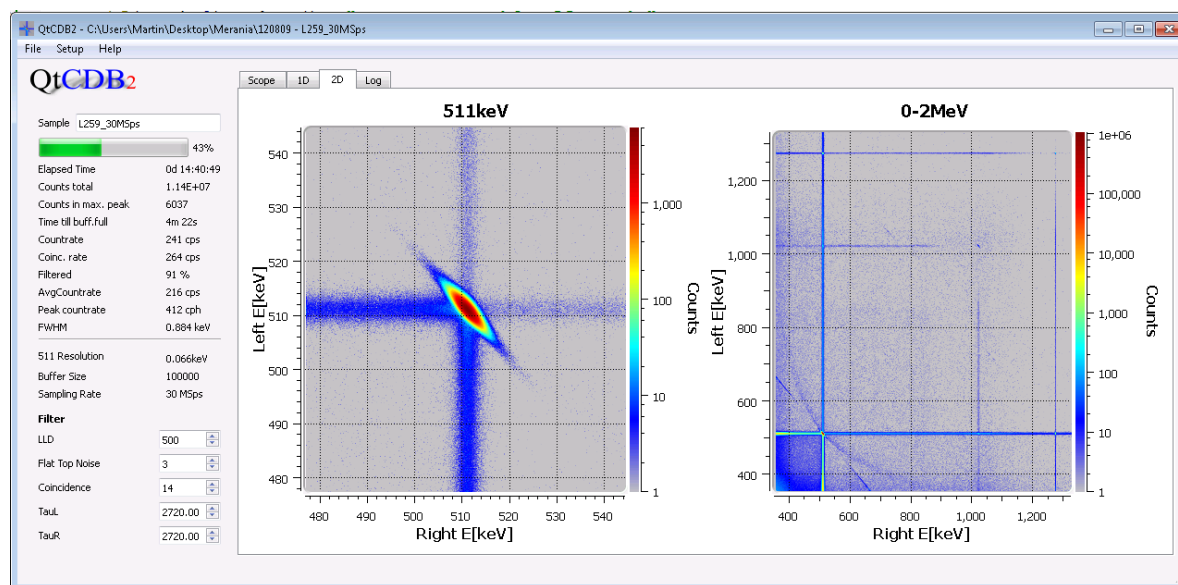 QtCDB2 - C:\Users\Martin\Desktop\Merania\120809 - L259_30MSps
File Setup Help
QtCDB2
Scope 1D 2D Log
Sample L259_30MSps
43%
Elapsed Time 0d 14:40:49
Counts total 1.14E+07
Counts in max. peak 6037
Time till buff.full 4m 22s
Countrate 241 cps
Coinc. rate 264 cps
Filtered 91 %
AvgCountrate 216 cps
Peak countrate 412 cph
FWHM 0.884 keV
511 Resolution 0.066keV
Buffer Size 100000
Sampling Rate 30 MSps
Filter
LLD 500
Flat Top Noise 3
Coincidence 14
TauL 2720.00
TauR 2720.00
511keV
Left E[keV]
540
530
520
510
500
490
480
480 490 500 510 520 530 540
Right E[keV]
1,000
100
10
1
Counts
0-2MeV
Left E[keV]
1,200
1,000
800
600
400
400 600 800 1,000 1,200
Right E[keV]
1e+06
100,000
10,000
1,000
100
10
1
Counts